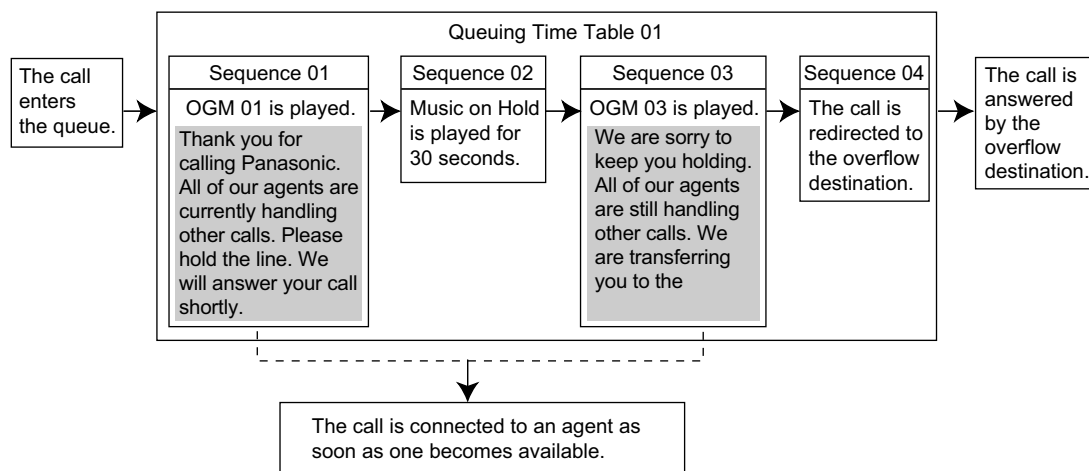 Queuing Time Table 01
The call
enters
the queue.
Sequence 01
OGM 01 is played.
Thank you for
calling Panasonic.
All of our agents are
currently handling
other calls. Please
hold the line. We
will answer your call
shortly.
Sequence 02
Music on Hold
is played for
30 seconds.
Sequence 03
OGM 03 is played.
We are sorry to
keep you holding.
All of our agents
are still handling
other calls. We
are transferring
you to the
Sequence 04
The call is
redirected to
the overflow
destination.
The call is
answered
by the
overflow
destination.
The call is connected to an agent as
soon as one becomes available.